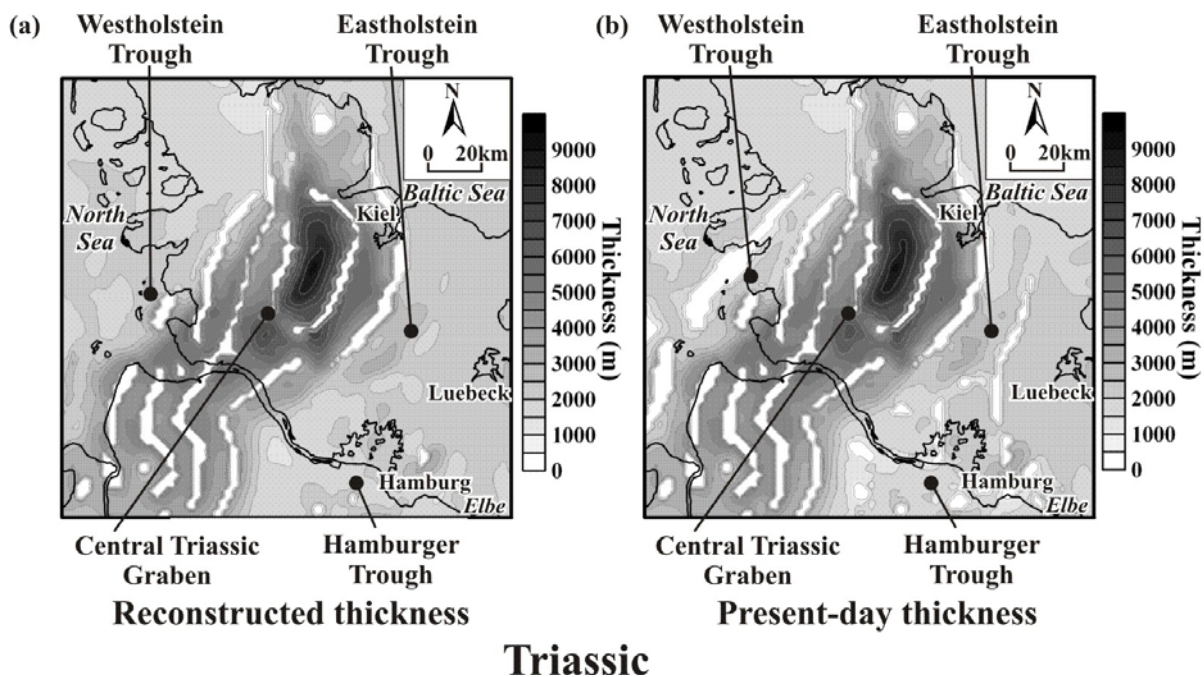 (a)
Westholstein
Trough
Eastholstein
Trough
N
0 20km
North
Sea
Baltic Sea
Kiel
Luebeck
Hamburg
Elbe
9000
8000
7000
6000
5000
4000
3000
2000
1000
0
Thickness (m)
Central Triassic
Graben
Hamburger
Trough
Reconstructed thickness
(b)
Westholstein
Trough
Eastholstein
Trough
N
0 20km
North
Sea
Baltic Sea
Kiel
Luebeck
Hamburg
Elbe
9000
8000
7000
6000
5000
4000
3000
2000
1000
0
Thickness (m)
Central Triassic
Graben
Hamburger
Trough
Present-day thickness
Triassic